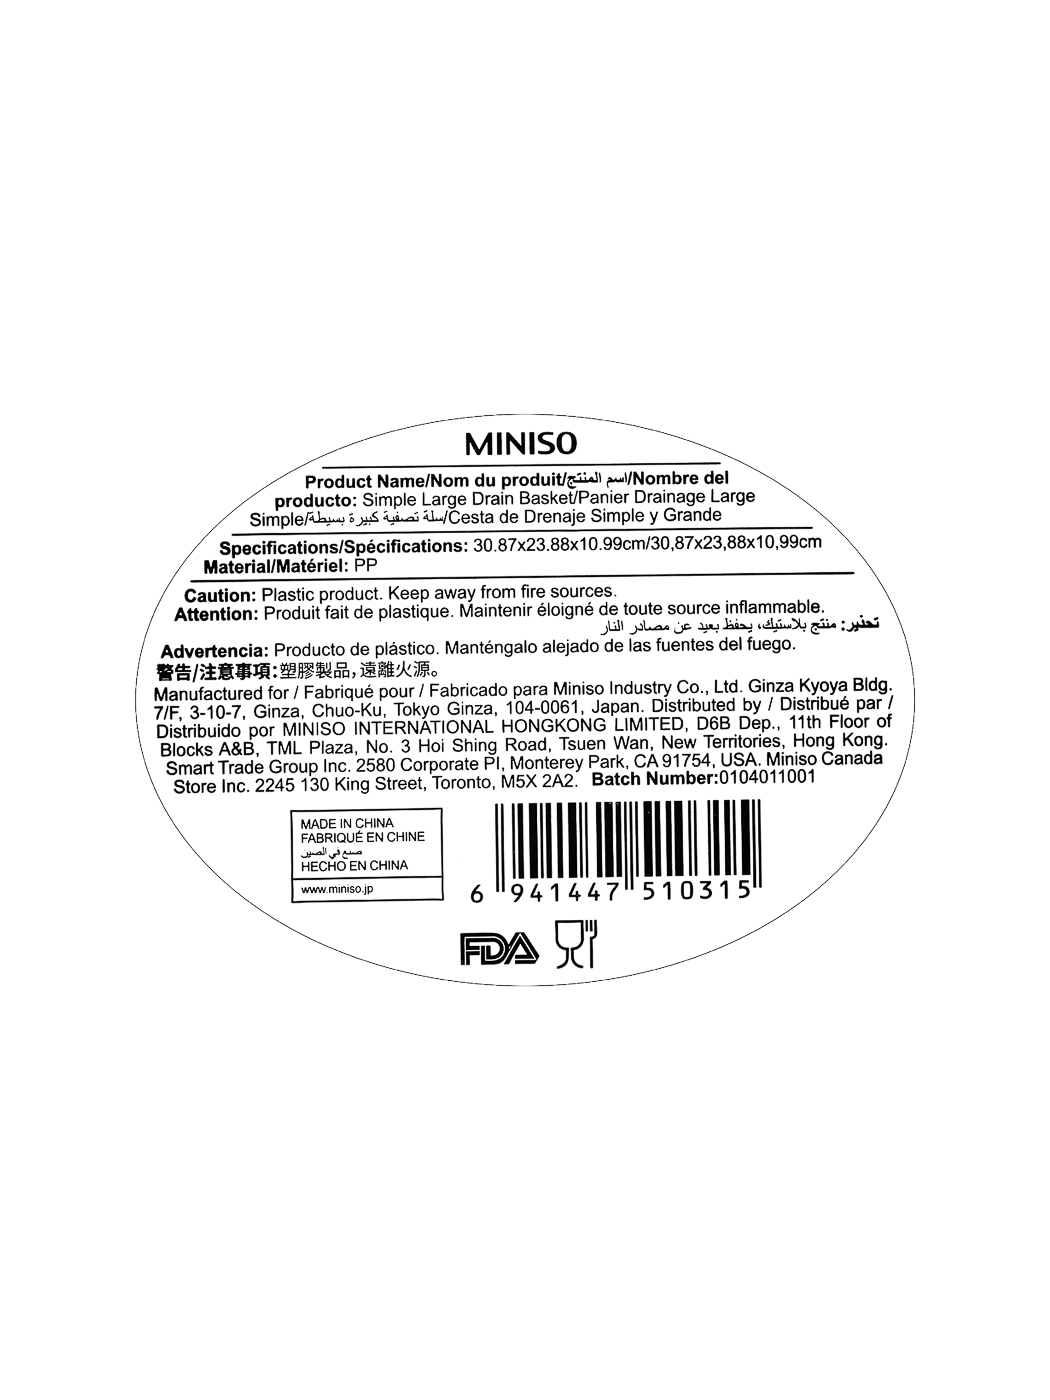 MINISO
Product Name/Nom du produit/اسم المنتج/Nombre del
producto: Simple Large Drain Basket/Panier Drainage Large
Simple/سلة تصفية كبيرة بسيطة/Cesta de Drenaje Simple y Grande
Specifications/Spécifications: 30.87x23.88x10.99cm/30,87x23,88x10,99cm
Material/Matériel: PP
Caution: Plastic product. Keep away from fire sources.
Attention: Produit fait de plastique. Maintenir éloigné de toute source inflammable.
تحذير: منتج بلاستيك، يحفظ بعيد عن مصادر النار
Advertencia: Producto de plástico. Manténgalo alejado de las fuentes del fuego.
警告/注意事項：塑膠製品，遠離火源。
Manufactured for / Fabriqué pour / Fabricado para Miniso Industry Co., Ltd. Ginza Kyoya Bldg.
7/F, 3-10-7, Ginza, Chuo-Ku, Tokyo Ginza, 104-0061, Japan. Distributed by / Distribué par /
Distribuido por MINISO INTERNATIONAL HONGKONG LIMITED, D6B Dep., 11th Floor of
Blocks A&B, TML Plaza, No. 3 Hoi Shing Road, Tsuen Wan, New Territories, Hong Kong.
Smart Trade Group Inc. 2580 Corporate Pl, Monterey Park, CA 91754, USA. Miniso Canada
Store Inc. 2245 130 King Street, Toronto, M5X 2A2. Batch Number:0104011001
MADE IN CHINA
FABRIQUÉ EN CHINE
صنع في الصين
HECHO EN CHINA
www.miniso.jp
6 941447 510315
FDA